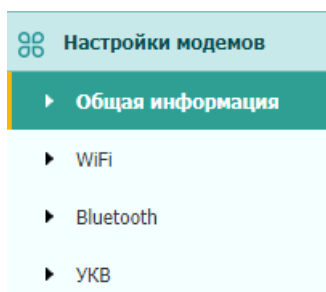 Настройки модемов
Общая информация
WiFi
Bluetooth
УКВ